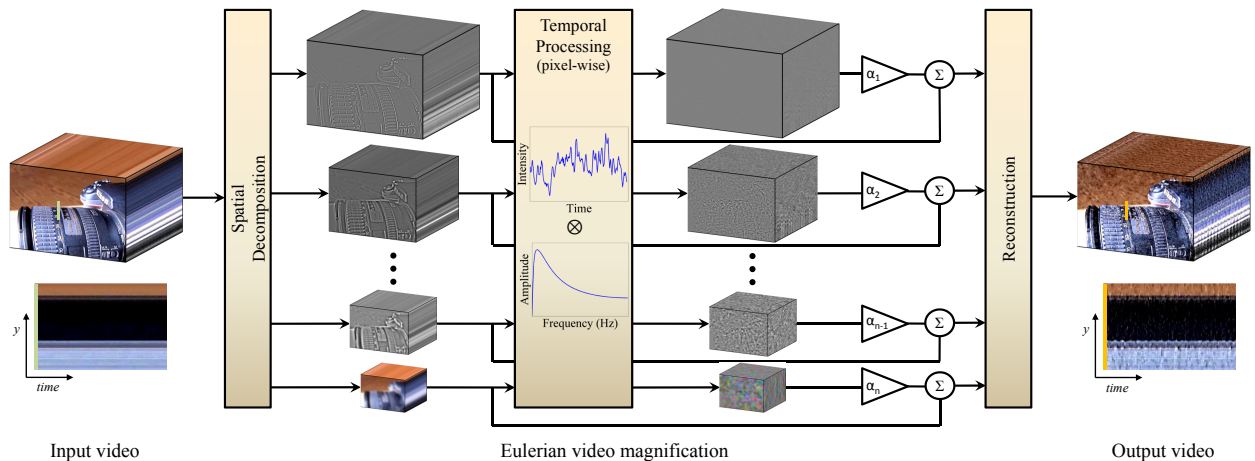 Temporal
Processing
(pixel-wise)
α1
Σ
Spatial
Decomposition
Intensity
Time
⊗
α2
Σ
Reconstruction
Amplitude
Frequency (Hz)
αn-1
Σ
αn
Σ
y
time
y
time
Input video
Eulerian video magnification
Output video